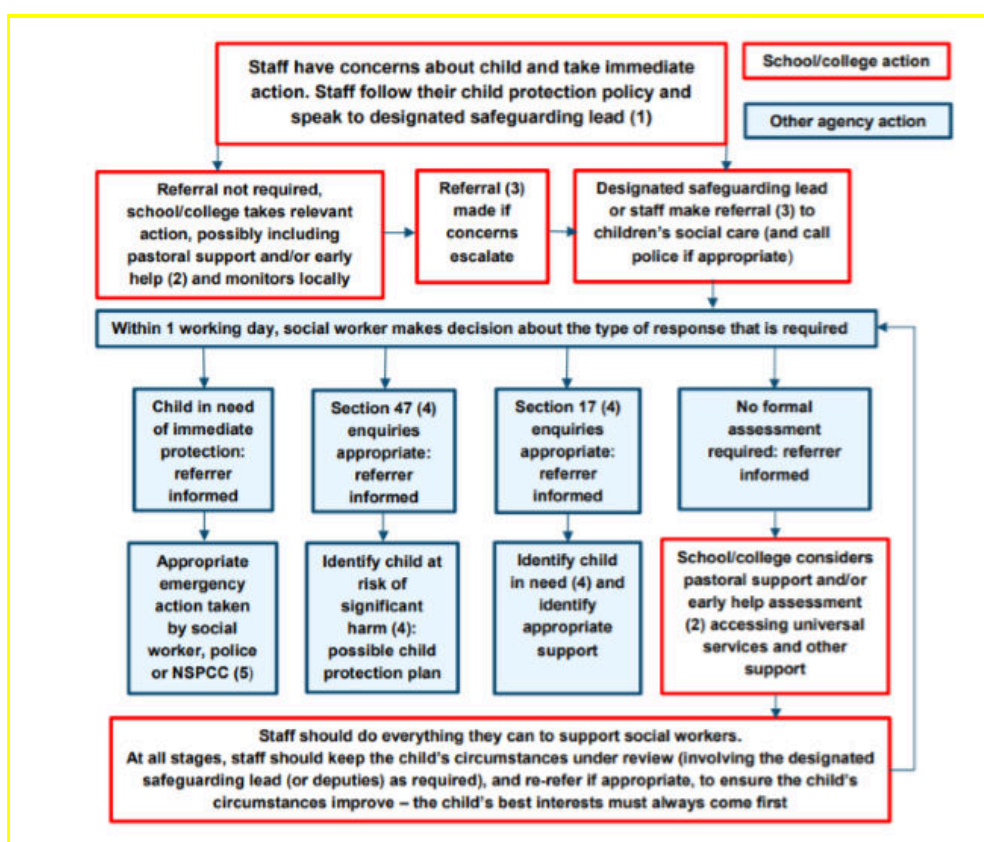 Staff have concerns about child and take immediate
action. Staff follow their child protection policy and
speak to designated safeguarding lead (1)
School/college action
Other agency action
Referral not required,
school/college takes relevant
action, possibly including
pastoral support and/or early
help (2) and monitors locally
Referral (3)
made if
concerns
escalate
Designated safeguarding lead
or staff make referral (3) to
children's social care (and call
police if appropriate)
Within 1 working day, social worker makes decision about the type of response that is required
Child in need
of immediate
protection:
referrer
informed
Section 47 (4)
enquiries
appropriate:
referrer
informed
Section 17 (4)
enquiries
appropriate:
referrer
informed
No formal
assessment
required: referrer
informed
Appropriate
emergency
action taken
by social
worker, police
or NSPCC (5)
Identify child at
risk of
significant
harm (4):
possible child
protection plan
Identify child
in need (4) and
identify
appropriate
support
School/college considers
pastoral support and/or
early help assessment
(2) accessing universal
services and other
support
Staff should do everything they can to support social workers.
At all stages, staff should keep the child's circumstances under review (involving the designated
safeguarding lead (or deputies) as required), and re-refer if appropriate, to ensure the child's
circumstances improve – the child's best interests must always come first